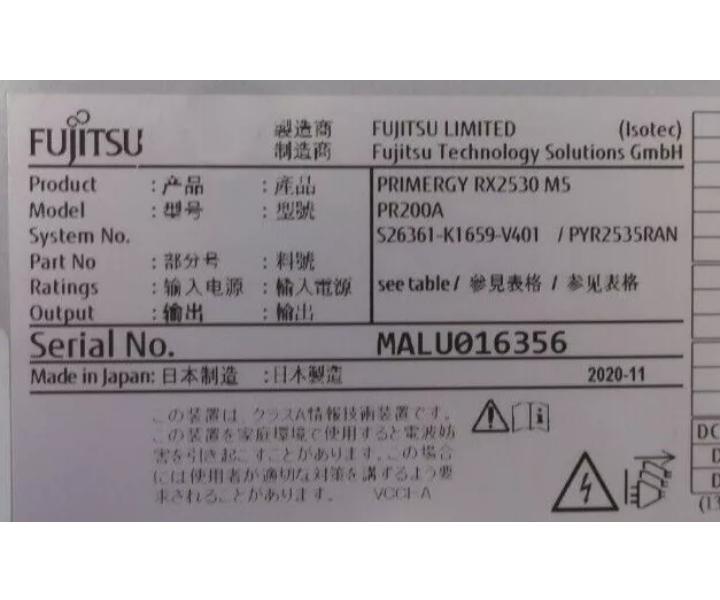 FUJITSU 製造商 FUJITSU LIMITED (Isotec)
制造商 Fujitsu Technology Solutions GmbH
Product : 产品 : 產品 PRIMERGY RX2530 M5
Model : 型号 : 型號 PR200A
System No. S26361-K1659-V401 / PYR2535RAN
Part No : 部分号 : 料號
Ratings : 输入电源 : 輸入電源 see table / 參見表格 / 参见表格
Output : 输出 : 輸出
Serial No. MALU016356
Made in Japan: 日本制造 : 日本製造 2020-11
この装置は、クラスA情報技術装置です。
この装置を家庭環境で使用すると電波妨
害を引き起こすことがあります。この場合
には使用者が適切な対策を講ずるよう要
求されることがあります。 VCCI-A
DC
D
D